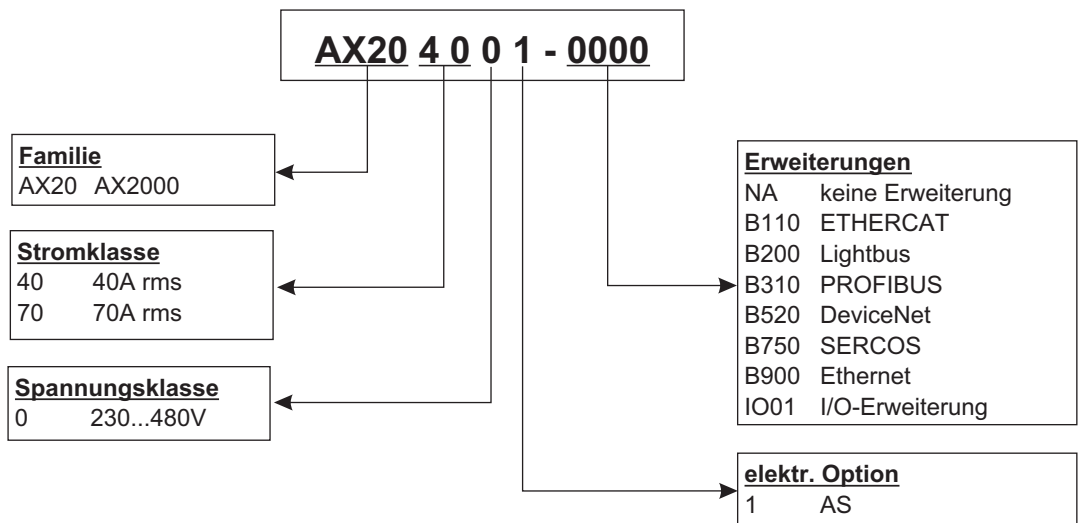 AX20 4 0 0 1 - 0000
Familie
AX20 AX2000
Stromklasse
40 40A rms
70 70A rms
Spannungsklasse
0 230...480V
Erweiterungen
NA keine Erweiterung
B110 ETHERCAT
B200 Lightbus
B310 PROFIBUS
B520 DeviceNet
B750 SERCOS
B900 Ethernet
IO01 I/O-Erweiterung
elektr. Option
1 AS